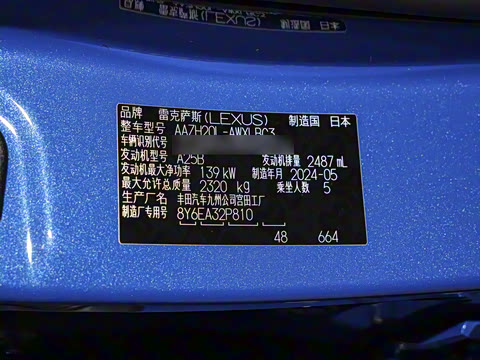 品牌 雷克萨斯(LEXUS) 制造国 日本
整车型号 AAZH20L-AWXLBC3
车辆识别代号
发动机型号 A25B 发动机排量 2487 mL
发动机最大净功率 139 kW 制造年月 2024-05
最大允许总质量 2320 kg 乘坐人数 5
生产厂名 丰田汽车九州公司宫田工厂
制造厂专用号 8Y6EA32P810
48 664